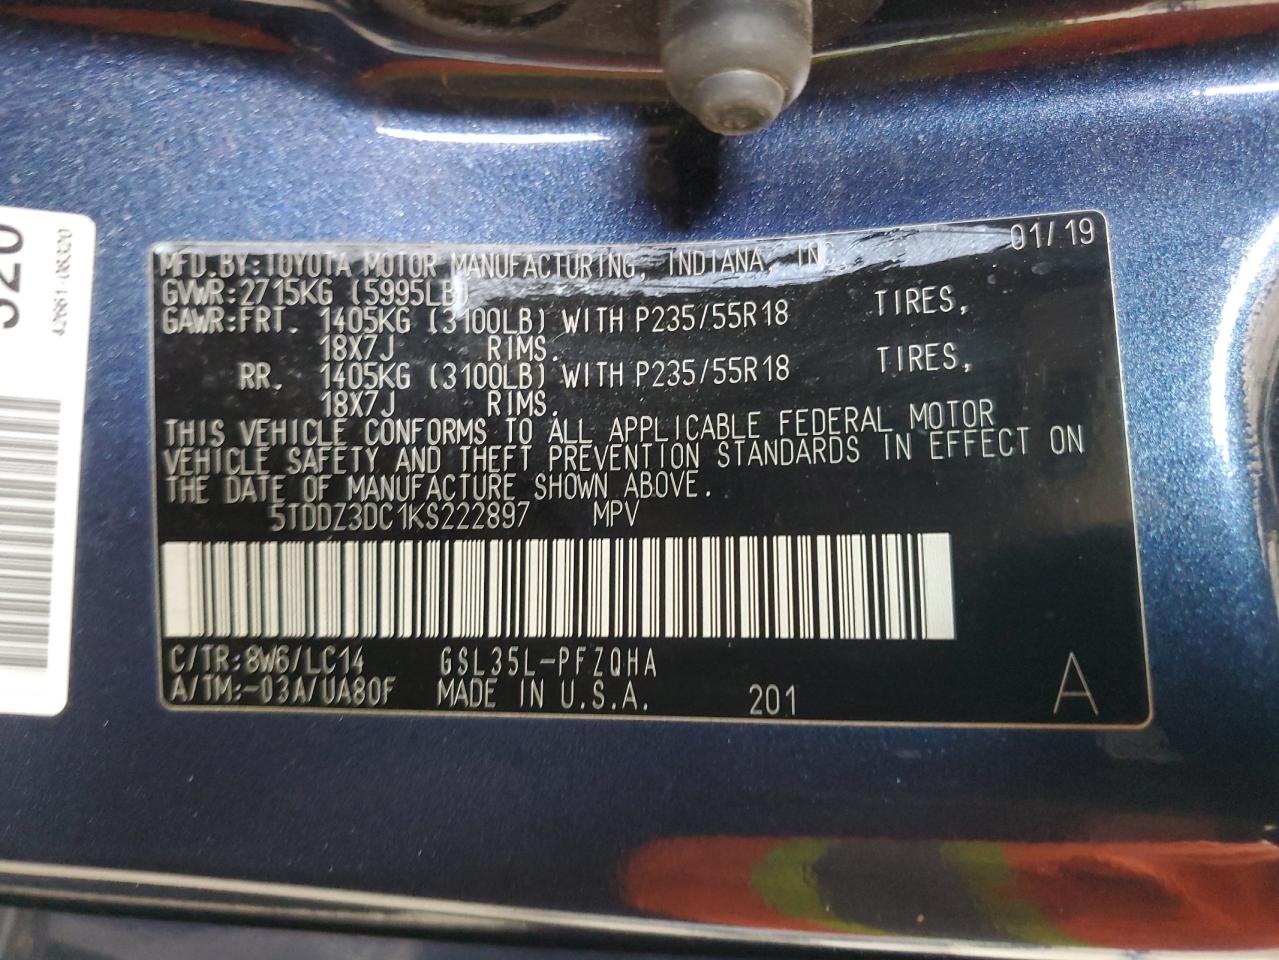 01/19
MFD.BY:TOYOTA MOTOR MANUFACTURING, INDIANA, INC.
GVWR:2715KG (5995LB)
GAWR:FRT. 1405KG (3100LB) WITH P235/55R18 TIRES,
18X7J RIMS.
RR. 1405KG (3100LB) WITH P235/55R18 TIRES,
18X7J RIMS.
THIS VEHICLE CONFORMS TO ALL APPLICABLE FEDERAL MOTOR
VEHICLE SAFETY AND THEFT PREVENTION STANDARDS IN EFFECT ON
THE DATE OF MANUFACTURE SHOWN ABOVE.
5TDDZ3DC1KS222897 MPV
C/TR:8W6/LC14 GSL35L-PFZQHA
A/TM:-03A/UA80F MADE IN U.S.A. 201 A
42661-08320